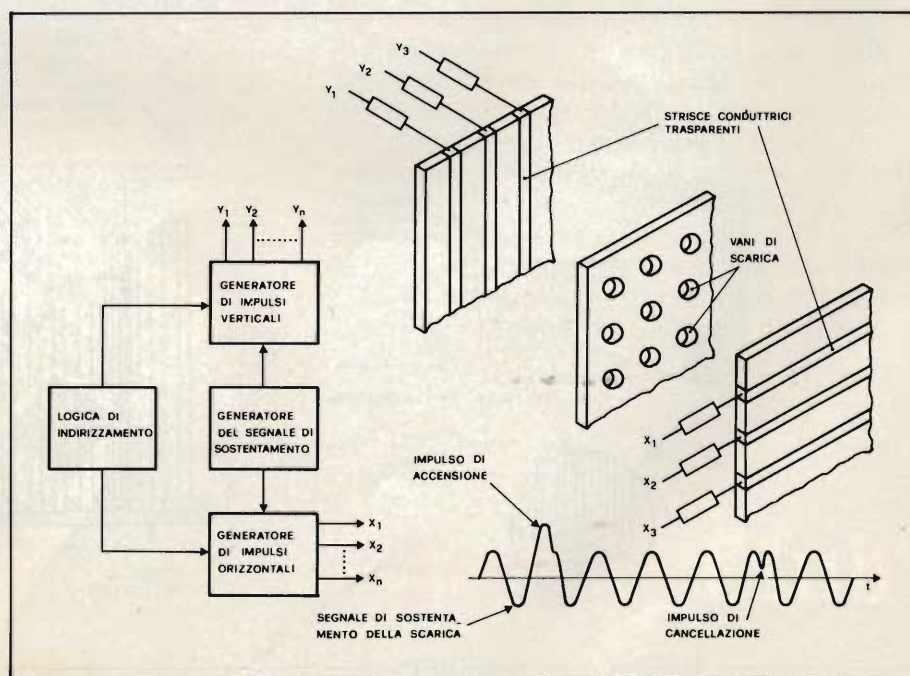 Y3
Y2
Y1
STRISCE CONDUTTRICI
TRASPARENTI
Y1 Y2 Yn
GENERATORE
DI IMPULSI
VERTICALI
VANI DI
SCARICA
LOGICA DI
INDIRIZZAMENTO
GENERATORE
DEL SEGNALE DI
SOSTENTAMENTO
GENERATORE
DI IMPULSI
ORIZZONTALI
X1
X2
Xn
X1
X2
X3
IMPULSO DI
ACCENSIONE
t
SEGNALE DI SOSTENTA_
MENTO DELLA SCARICA
IMPULSO DI
CANCELLAZIONE